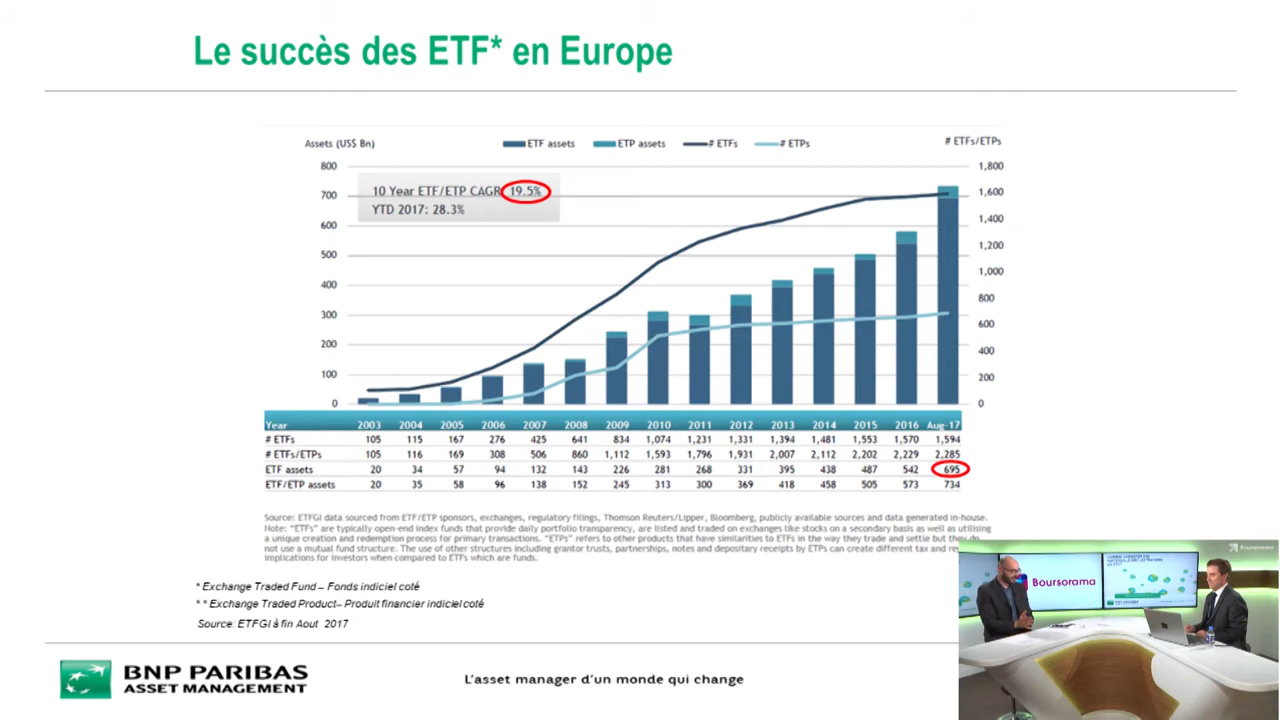 Le succès des ETF* en Europe
Assets (US$ Bn)
ETF assets
ETP assets
# ETFs
# ETPs
# ETFs/ETPs
800
700
600
500
400
300
200
100
0
1,800
1,600
1,400
1,200
1,000
800
600
400
200
0
10 Year ETF/ETP CAGR 19.5%
YTD 2017: 28.3%
Year 2003 2004 2005 2006 2007 2008 2009 2010 2011 2012 2013 2014 2015 2016 Aug-17
# ETFs 105 115 167 276 425 641 834 1,074 1,231 1,331 1,394 1,481 1,553 1,570 1,594
# ETFs/ETPs 105 116 169 308 506 860 1,112 1,593 1,796 1,931 2,007 2,112 2,202 2,229 2,285
ETF assets 20 34 57 94 132 143 226 281 268 331 395 438 487 542 695
ETF/ETP assets 20 35 58 96 138 152 245 313 300 369 418 458 505 573 734
Source: ETFGI data sourced from ETF/ETP sponsors, exchanges, regulatory filings, Thomson Reuters/Lipper, Bloomberg, publicly available sources and data generated in-house.
Note: "ETFs" are typically open-end index funds that provide daily portfolio transparency, are listed and traded on exchanges like stocks on a secondary basis as well as utilising
a unique creation and redemption process for primary transactions. "ETPs" refers to other products that have similarities to ETFs in the way they trade and settle but they do
not use a mutual fund structure. The use of other structures including grantor trusts, partnerships, notes and depositary receipts by ETPs can create different tax and
implications for investors when compared to ETFs which are funds.
* Exchange Traded Fund – Fonds indiciel coté
* * Exchange Traded Product– Produit financier indiciel coté
Source: ETFGI à fin Aout 2017
BNP PARIBAS
ASSET MANAGEMENT
L'asset manager d'un monde qui change
Boursorama
Boursorama